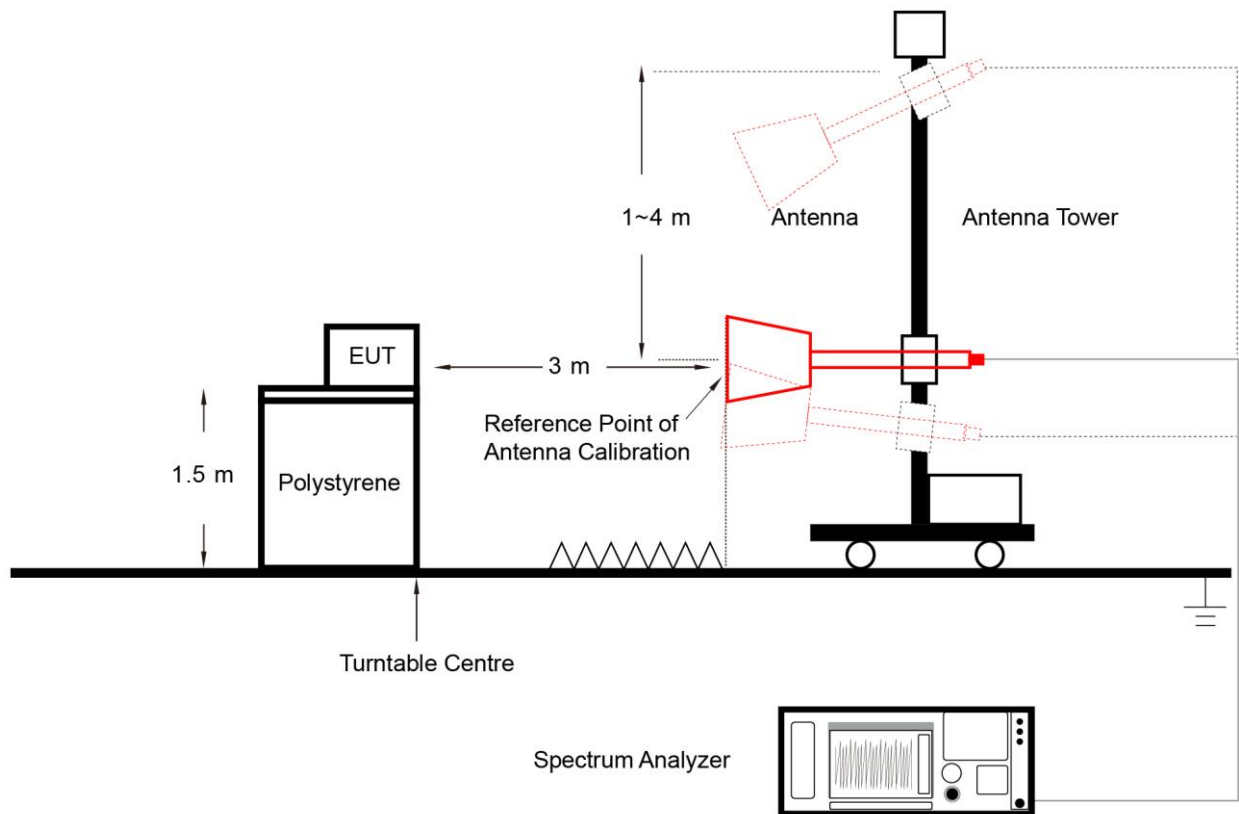 1~4 m
Antenna
Antenna Tower
EUT
3 m
Reference Point of
Antenna Calibration
1.5 m
Polystyrene
Turntable Centre
Spectrum Analyzer